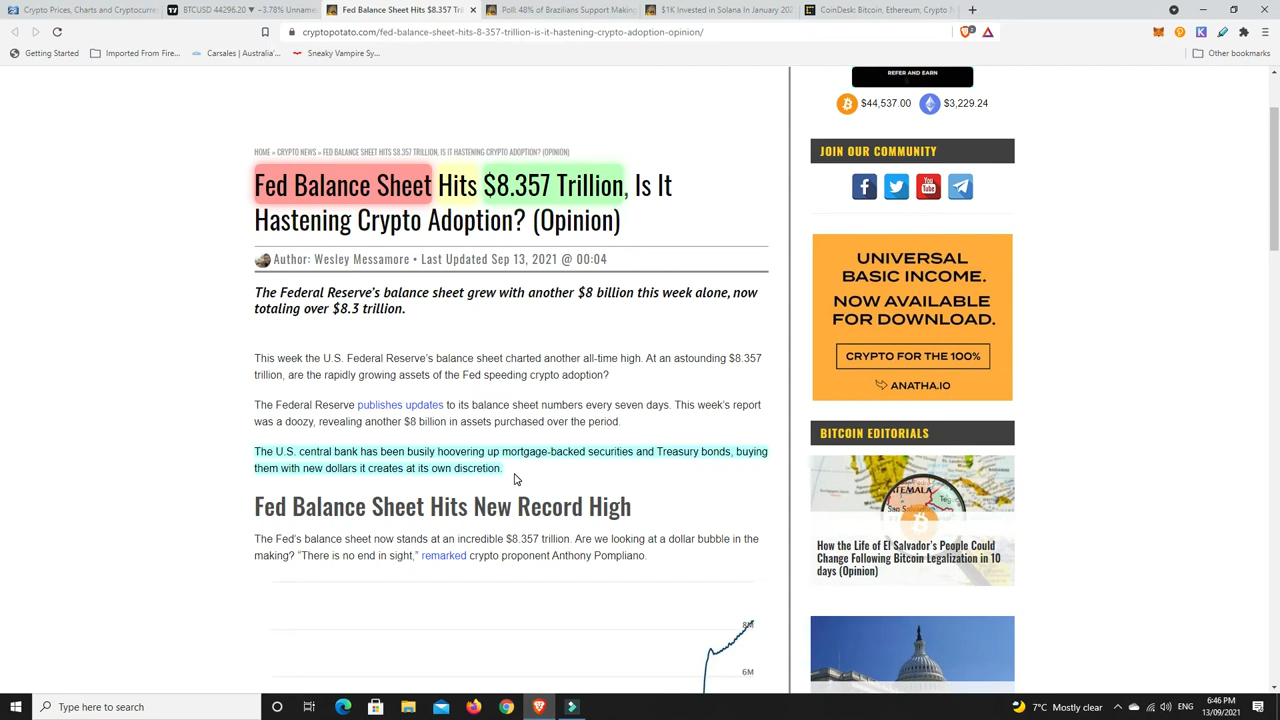 Crypto Prices, Charts and Cryptocurr
BTCUSD 44296.20 ▼ −3.78% Unnam
Fed Balance Sheet Hits $8.357 Tri
Poll: 48% of Brazilians Support Making
$1K Invested in Solana In January 202
CoinDesk: Bitcoin, Ethereum, Crypto N
cryptopotato.com/fed-balance-sheet-hits-8-357-trillion-is-it-hastening-crypto-adoption-opinion/
Getting Started
Imported From Fire...
Carsales | Australia'...
Sneaky Vampire Sy...
Other bookmarks
REFER AND EARN
$44,537.00
$3,229.24
HOME » CRYPTO NEWS » FED BALANCE SHEET HITS $8.357 TRILLION, IS IT HASTENING CRYPTO ADOPTION? (OPINION)
Fed Balance Sheet Hits $8.357 Trillion, Is It
Hastening Crypto Adoption? (Opinion)
Author: Wesley Messamore • Last Updated Sep 13, 2021 @ 00:04
The Federal Reserve's balance sheet grew with another $8 billion this week alone, now
totaling over $8.3 trillion.
This week the U.S. Federal Reserve's balance sheet charted another all-time high. At an astounding $8.357
trillion, are the rapidly growing assets of the Fed speeding crypto adoption?
The Federal Reserve publishes updates to its balance sheet numbers every seven days. This week's report
was a doozy, revealing another $8 billion in assets purchased over the period.
The U.S. central bank has been busily hoovering up mortgage-backed securities and Treasury bonds, buying
them with new dollars it creates at its own discretion.
Fed Balance Sheet Hits New Record High
The Fed's balance sheet now stands at an incredible $8.357 trillion. Are we looking at a dollar bubble in the
making? "There is no end in sight," remarked crypto proponent Anthony Pompliano.
8M
6M
JOIN OUR COMMUNITY
You
Tube
UNIVERSAL
BASIC INCOME.
NOW AVAILABLE
FOR DOWNLOAD.
CRYPTO FOR THE 100%
ANATHA.IO
BITCOIN EDITORIALS
How the Life of El Salvador's People Could
Change Following Bitcoin Legalization in 10
days (Opinion)
Type here to search
7°C Mostly clear
ENG
6:46 PM
13/09/2021